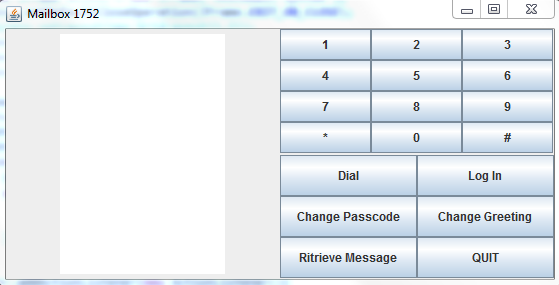 Mailbox 1752
1 2 3
4 5 6
7 8 9
* 0 #
Dial Log In
Change Passcode Change Greeting
Ritrieve Message QUIT